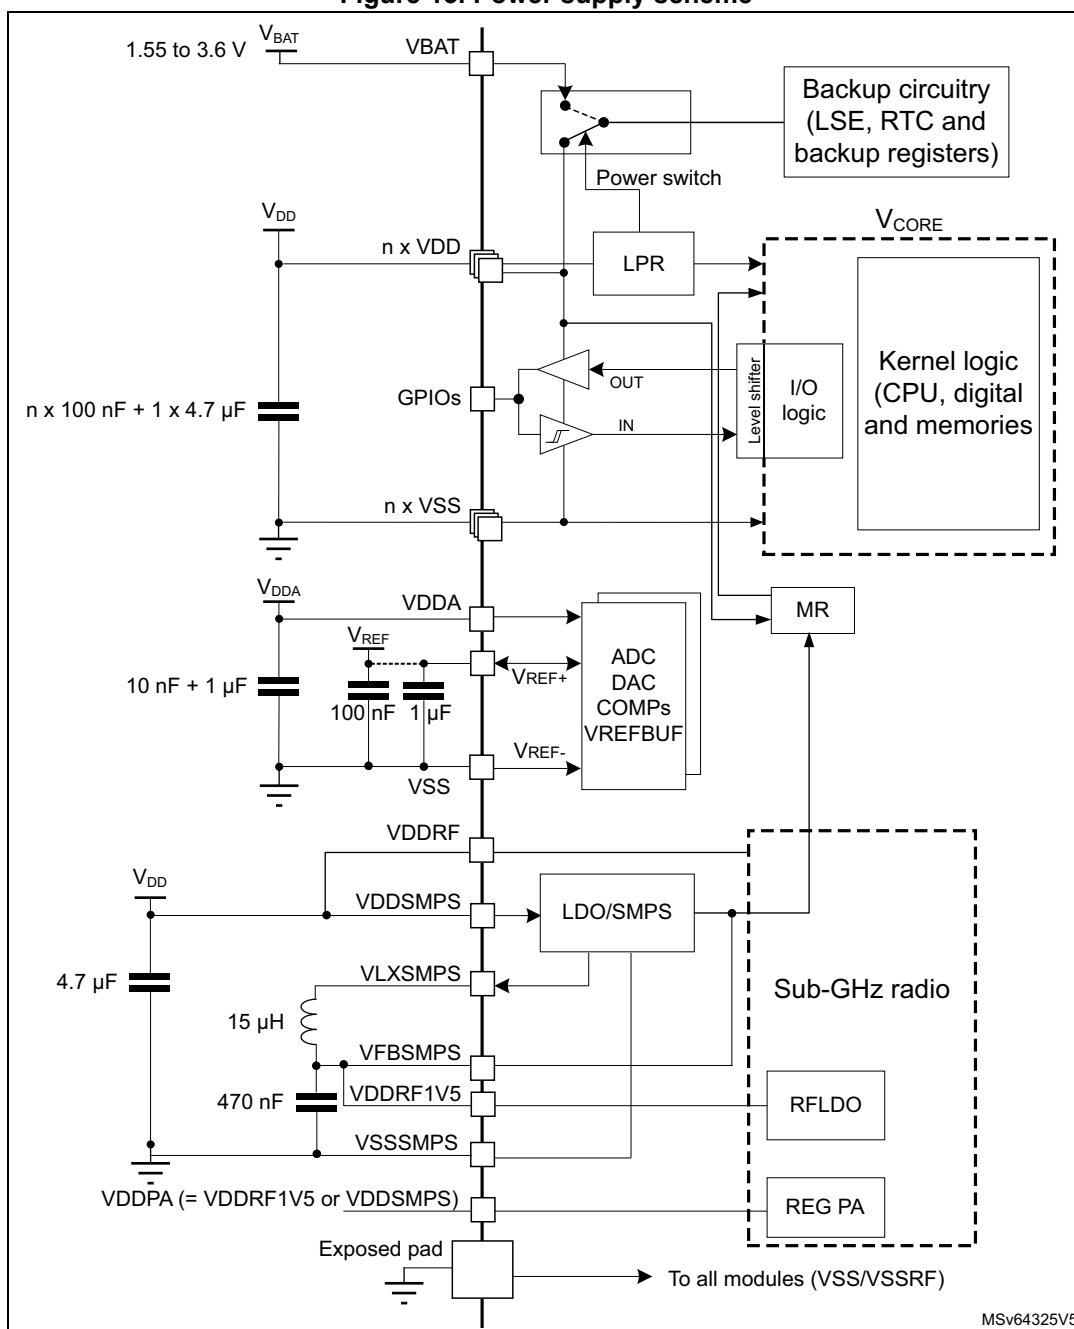 Figure 16. Power supply scheme
VBAT
1.55 to 3.6 V
VBAT
Backup circuitry
(LSE, RTC and
backup registers)
Power switch
VDD
VCORE
n x VDD
LPR
Kernel logic
(CPU, digital
and memories
Level shifter
I/O
logic
OUT
GPIOs
IN
n x 100 nF + 1 x 4.7 µF
n x VSS
VDDA
VDDA
MR
VREF
VREF+
ADC
DAC
COMPs
VREFBUF
10 nF + 1 µF
100 nF
1 µF
VREF-
VSS
VDDRF
VDD
VDDSMPS
LDO/SMPS
4.7 µF
VLXSMPS
Sub-GHz radio
15 µH
VFBSMPS
VDDRF1V5
470 nF
RFLDO
VSSSMPS
VDDPA (= VDDRF1V5 or VDDSMPS)
REG PA
Exposed pad
To all modules (VSS/VSSRF)
MSv64325V5